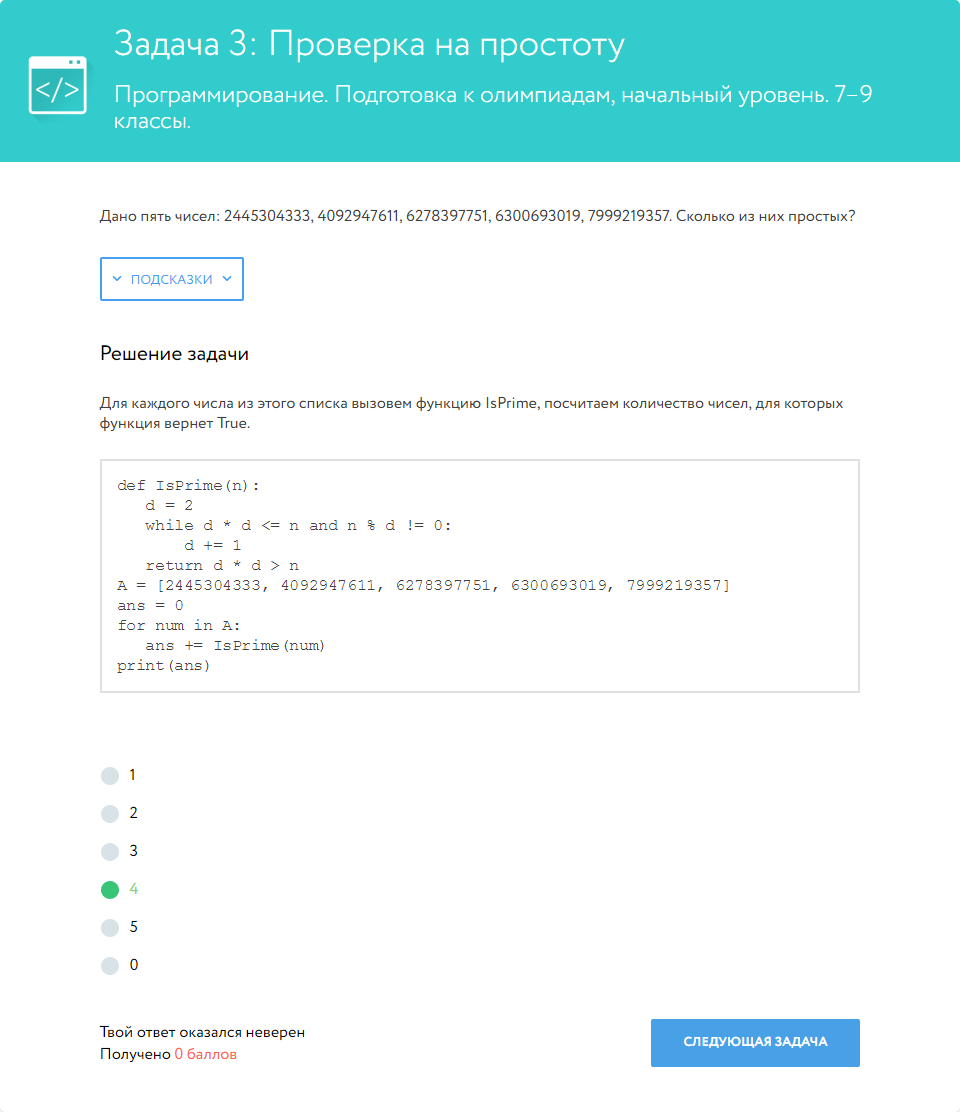 Задача 3: Проверка на простоту
</>
Программирование. Подготовка к олимпиадам, начальный уровень. 7–9
классы.
Дано пять чисел: 2445304333, 4092947611, 6278397751, 6300693019, 7999219357. Сколько из них простых?
ПОДСКАЗКИ
Решение задачи
Для каждого числа из этого списка вызовем функцию IsPrime, посчитаем количество чисел, для которых
функция вернет True.
def IsPrime(n):
   d = 2
   while d * d <= n and n % d != 0:
       d += 1
   return d * d > n
A = [2445304333, 4092947611, 6278397751, 6300693019, 7999219357]
ans = 0
for num in A:
   ans += IsPrime(num)
print(ans)
1
2
3
4
5
0
Твой ответ оказался неверен
Получено 0 баллов
СЛЕДУЮЩАЯ ЗАДАЧА